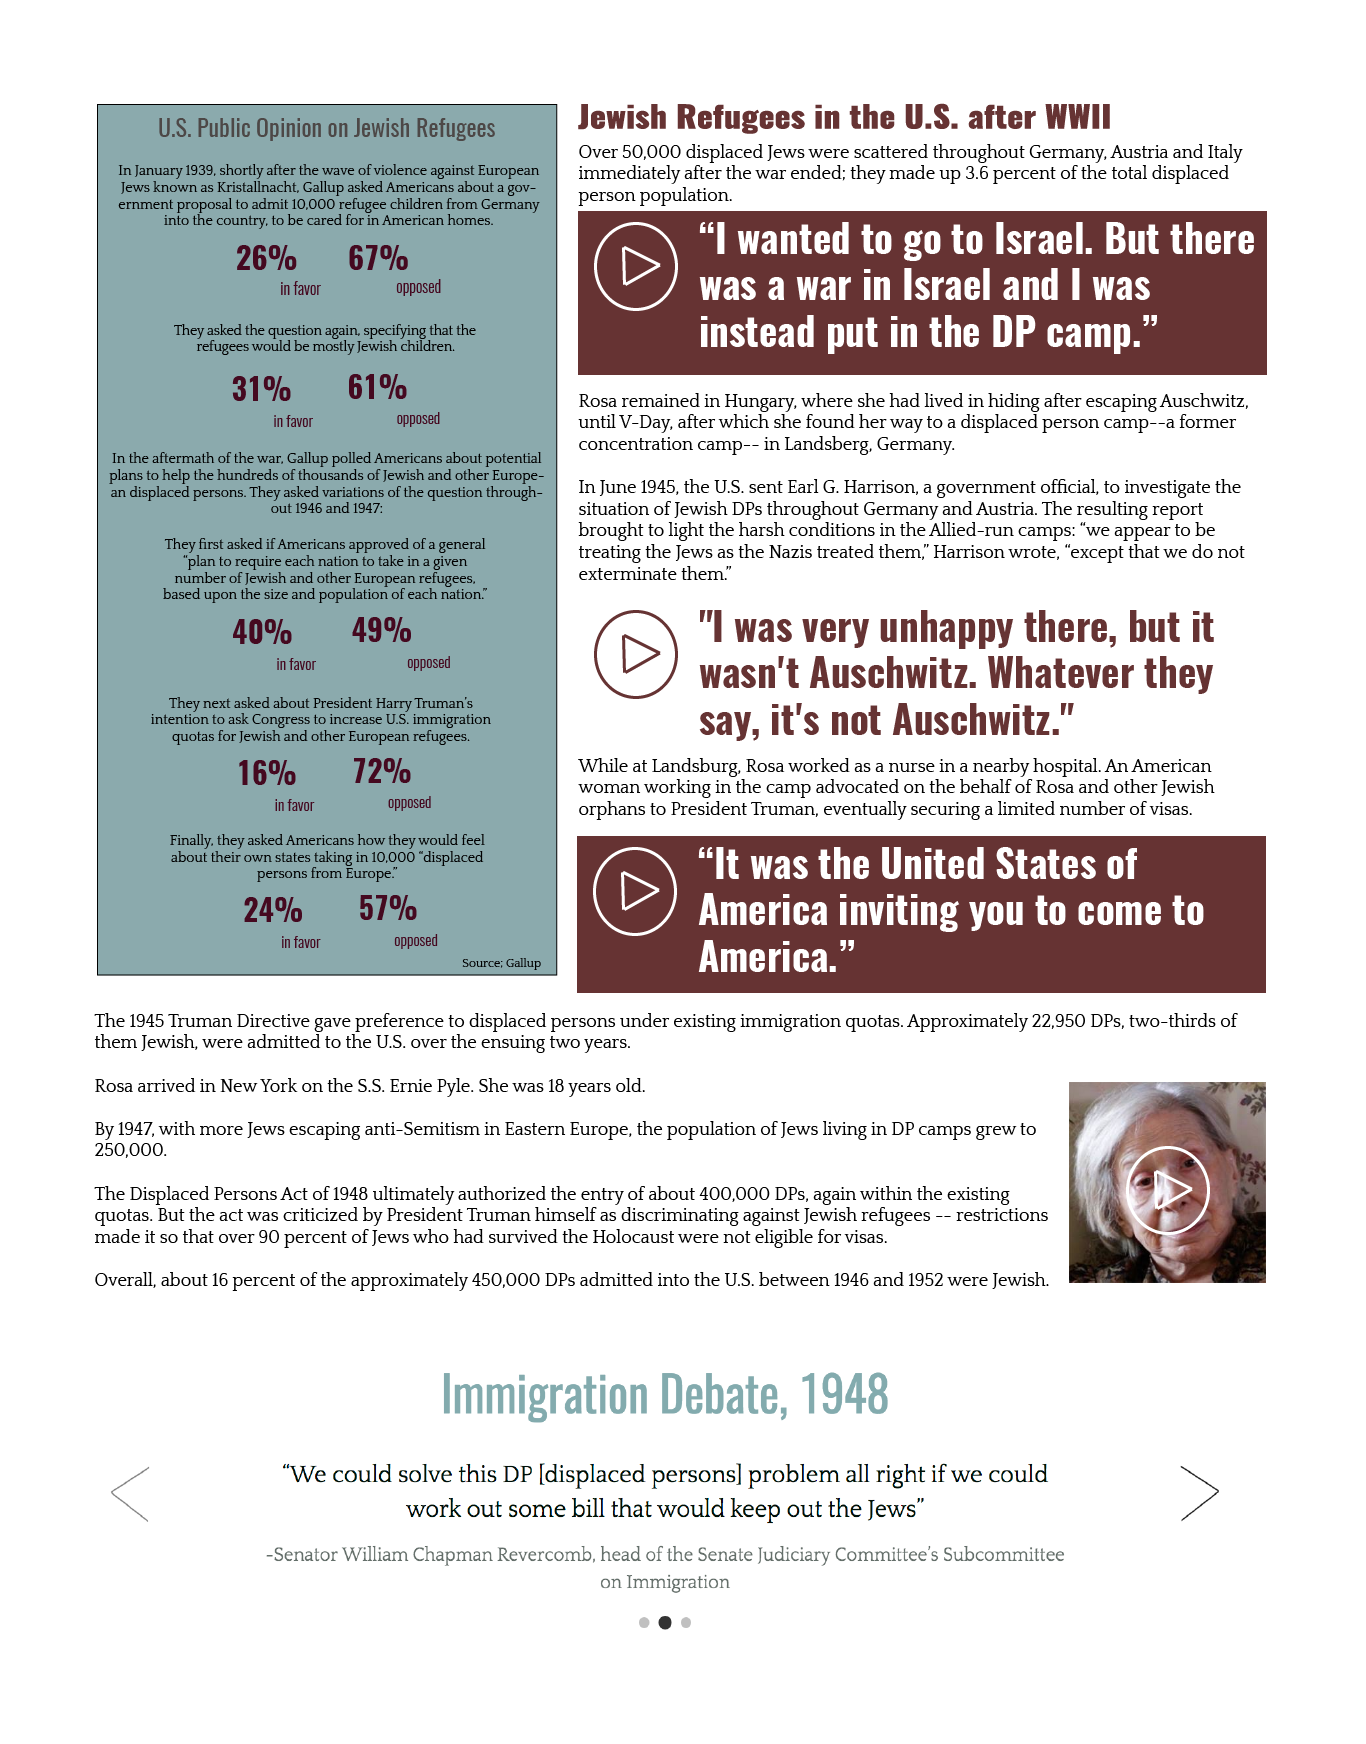 U.S. Public Opinion on Jewish Refugees
In January 1939, shortly after the wave of violence against European
Jews known as Kristallnacht, Gallup asked Americans about a gov-
ernment proposal to admit 10,000 refugee children from Germany
into the country, to be cared for in American homes.
26% 67%
in favor opposed
They asked the question again, specifying that the
refugees would be mostly Jewish children.
31% 61%
in favor opposed
In the aftermath of the war, Gallup polled Americans about potential
plans to help the hundreds of thousands of Jewish and other Europe-
an displaced persons. They asked variations of the question through-
out 1946 and 1947:
They first asked if Americans approved of a general
“plan to require each nation to take in a given
number of Jewish and other European refugees,
based upon the size and population of each nation.”
40% 49%
in favor opposed
They next asked about President Harry Truman’s
intention to ask Congress to increase U.S. immigration
quotas for Jewish and other European refugees.
16% 72%
in favor opposed
Finally, they asked Americans how they would feel
about their own states taking in 10,000 “displaced
persons from Europe.”
24% 57%
in favor opposed
Source; Gallup
Jewish Refugees in the U.S. after WWII
Over 50,000 displaced Jews were scattered throughout Germany, Austria and Italy
immediately after the war ended; they made up 3.6 percent of the total displaced
person population.
“I wanted to go to Israel. But there
was a war in Israel and I was
instead put in the DP camp.”
Rosa remained in Hungary, where she had lived in hiding after escaping Auschwitz,
until V-Day, after which she found her way to a displaced person camp--a former
concentration camp-- in Landsberg, Germany.
In June 1945, the U.S. sent Earl G. Harrison, a government official, to investigate the
situation of Jewish DPs throughout Germany and Austria. The resulting report
brought to light the harsh conditions in the Allied-run camps: “we appear to be
treating the Jews as the Nazis treated them,” Harrison wrote, “except that we do not
exterminate them.”
"I was very unhappy there, but it
wasn't Auschwitz. Whatever they
say, it's not Auschwitz."
While at Landsburg, Rosa worked as a nurse in a nearby hospital. An American
woman working in the camp advocated on the behalf of Rosa and other Jewish
orphans to President Truman, eventually securing a limited number of visas.
“It was the United States of
America inviting you to come to
America.”
The 1945 Truman Directive gave preference to displaced persons under existing immigration quotas. Approximately 22,950 DPs, two-thirds of
them Jewish, were admitted to the U.S. over the ensuing two years.
Rosa arrived in New York on the S.S. Ernie Pyle. She was 18 years old.
By 1947, with more Jews escaping anti-Semitism in Eastern Europe, the population of Jews living in DP camps grew to
250,000.
The Displaced Persons Act of 1948 ultimately authorized the entry of about 400,000 DPs, again within the existing
quotas. But the act was criticized by President Truman himself as discriminating against Jewish refugees -- restrictions
made it so that over 90 percent of Jews who had survived the Holocaust were not eligible for visas.
Overall, about 16 percent of the approximately 450,000 DPs admitted into the U.S. between 1946 and 1952 were Jewish.
Immigration Debate, 1948
“We could solve this DP [displaced persons] problem all right if we could
work out some bill that would keep out the Jews”
-Senator William Chapman Revercomb, head of the Senate Judiciary Committee’s Subcommittee
on Immigration